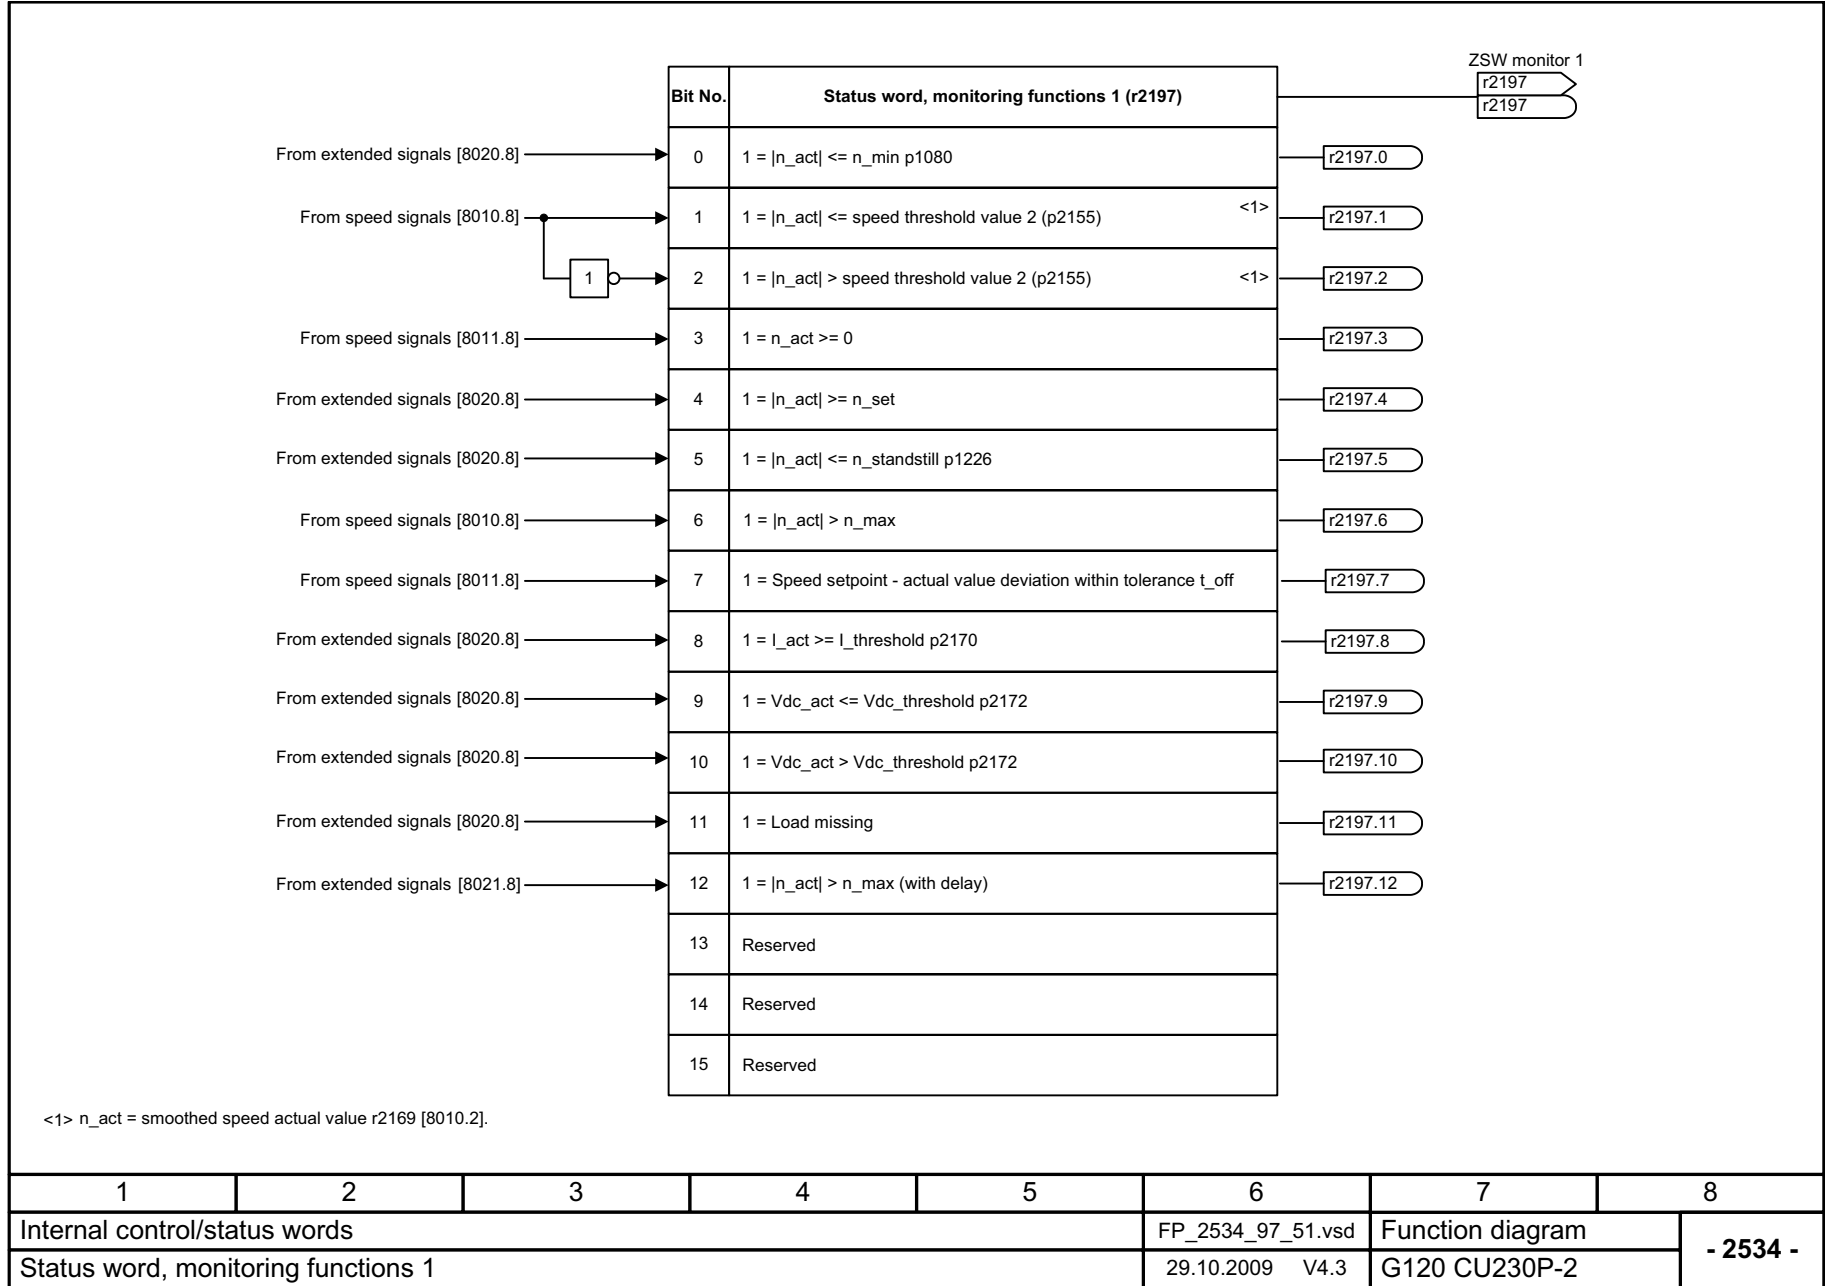 ZSW monitor 1
Bit No. Status word, monitoring functions 1 (r2197) r2197
r2197
From extended signals [8020.8] 0 1 = |n_act| <= n_min p1080 r2197.0
From speed signals [8010.8] 1 1 = |n_act| <= speed threshold value 2 (p2155) <1> r2197.1
1 2 1 = |n_act| > speed threshold value 2 (p2155) <1> r2197.2
From speed signals [8011.8] 3 1 = n_act >= 0 r2197.3
From extended signals [8020.8] 4 1 = |n_act| >= n_set r2197.4
From extended signals [8020.8] 5 1 = |n_act| <= n_standstill p1226 r2197.5
From speed signals [8010.8] 6 1 = |n_act| > n_max r2197.6
From speed signals [8011.8] 7 1 = Speed setpoint - actual value deviation within tolerance t_off r2197.7
From extended signals [8020.8] 8 1 = I_act >= I_threshold p2170 r2197.8
From extended signals [8020.8] 9 1 = Vdc_act <= Vdc_threshold p2172 r2197.9
From extended signals [8020.8] 10 1 = Vdc_act > Vdc_threshold p2172 r2197.10
From extended signals [8020.8] 11 1 = Load missing r2197.11
From extended signals [8021.8] 12 1 = |n_act| > n_max (with delay) r2197.12
13 Reserved
14 Reserved
15 Reserved
<1> n_act = smoothed speed actual value r2169 [8010.2].
1 2 3 4 5 6 7 8
Internal control/status words FP_2534_97_51.vsd Function diagram - 2534 -
Status word, monitoring functions 1 29.10.2009 V4.3 G120 CU230P-2